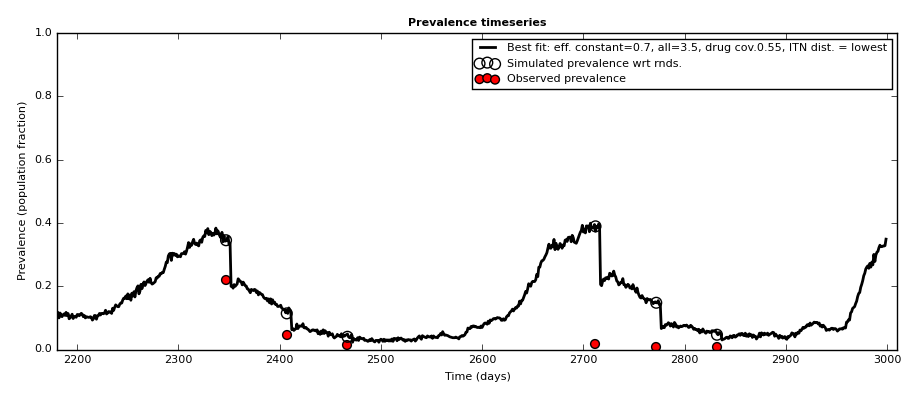 Prevalence timeseries
Best fit: eff. constant=0.7, all=3.5, drug cov.0.55, ITN dist. = lowest
Simulated prevalence wrt rnds.
Observed prevalence
Prevalence (population fraction)
1.0
0.8
0.6
0.4
0.2
0.0
2200 2300 2400 2500 2600 2700 2800 2900 3000
Time (days)